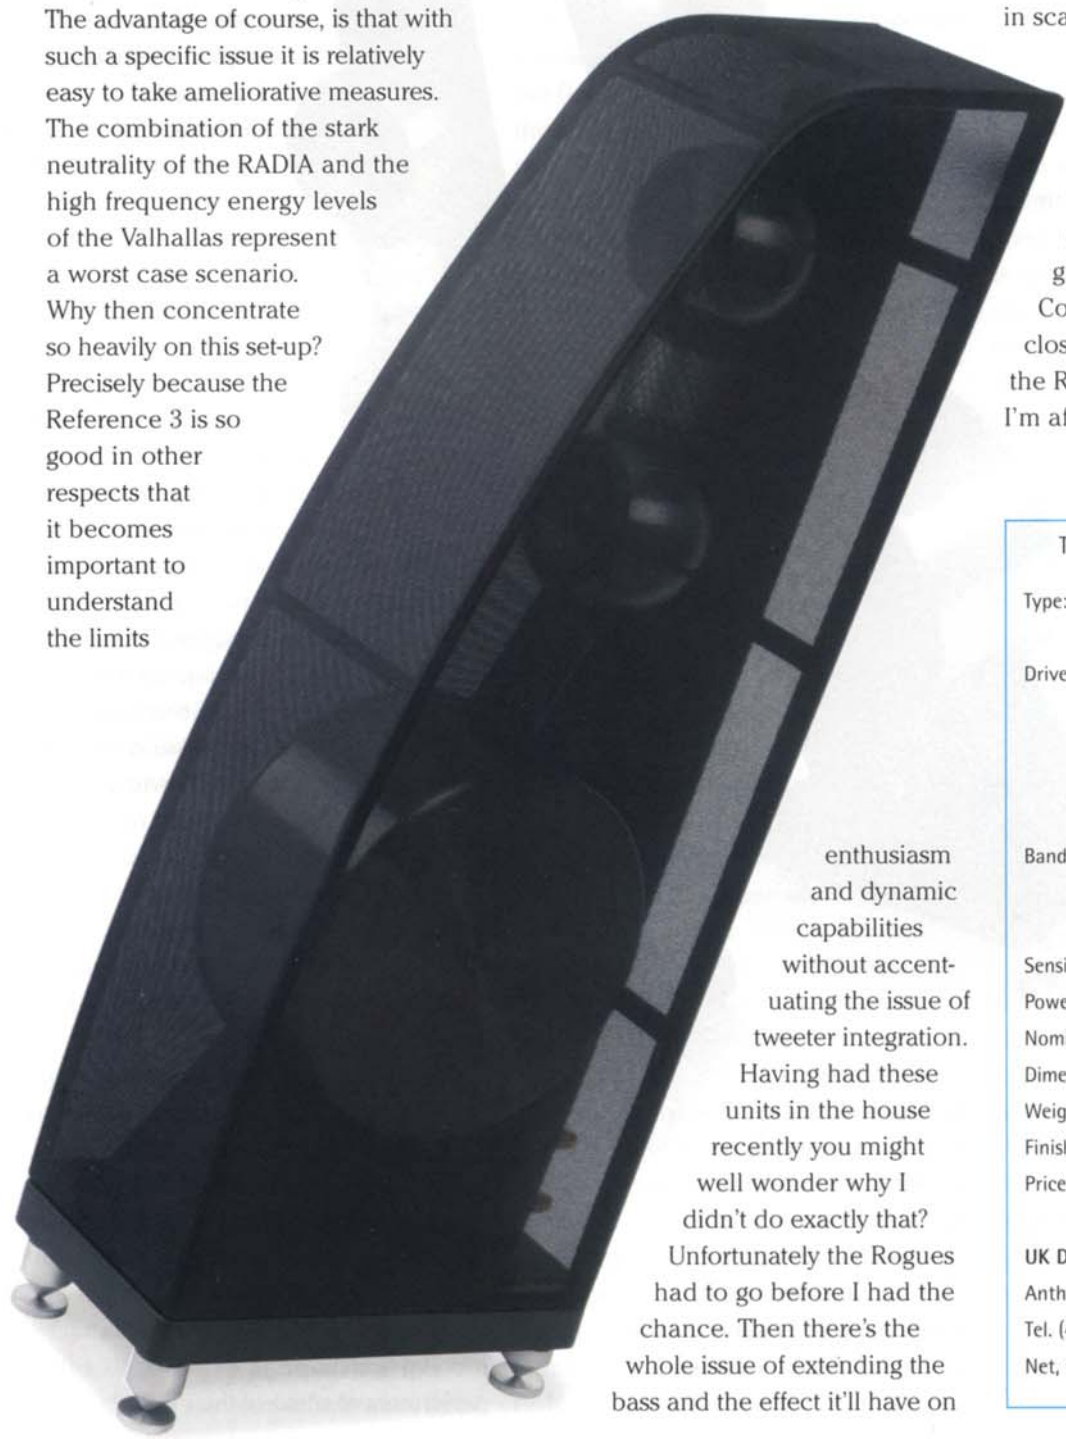 The advantage of course, is that with
such a specific issue it is relatively
easy to take ameliorative measures.
The combination of the stark
neutrality of the RADIA and the
high frequency energy levels
of the Valhallas represent
a worst case scenario.
Why then concentrate
so heavily on this set-up?
Precisely because the
Reference 3 is so
good in other
respects that
it becomes
important to
understand
the limits
enthusiasm
and dynamic
capabilities
without accent-
uating the issue of
tweeter integration.
Having had these
units in the house
recently you might
well wonder why I
didn't do exactly that?
Unfortunately the Rogues
had to go before I had the
chance. Then there's the
whole issue of extending the
bass and the effect it'll have on
in sca
g
Co
clos
the R
I'm af
T
Type:
Drive
Band
Sensi
Powe
Nom
Dime
Weig
Finish
Price
UK D
Anth
Tel. (
Net,